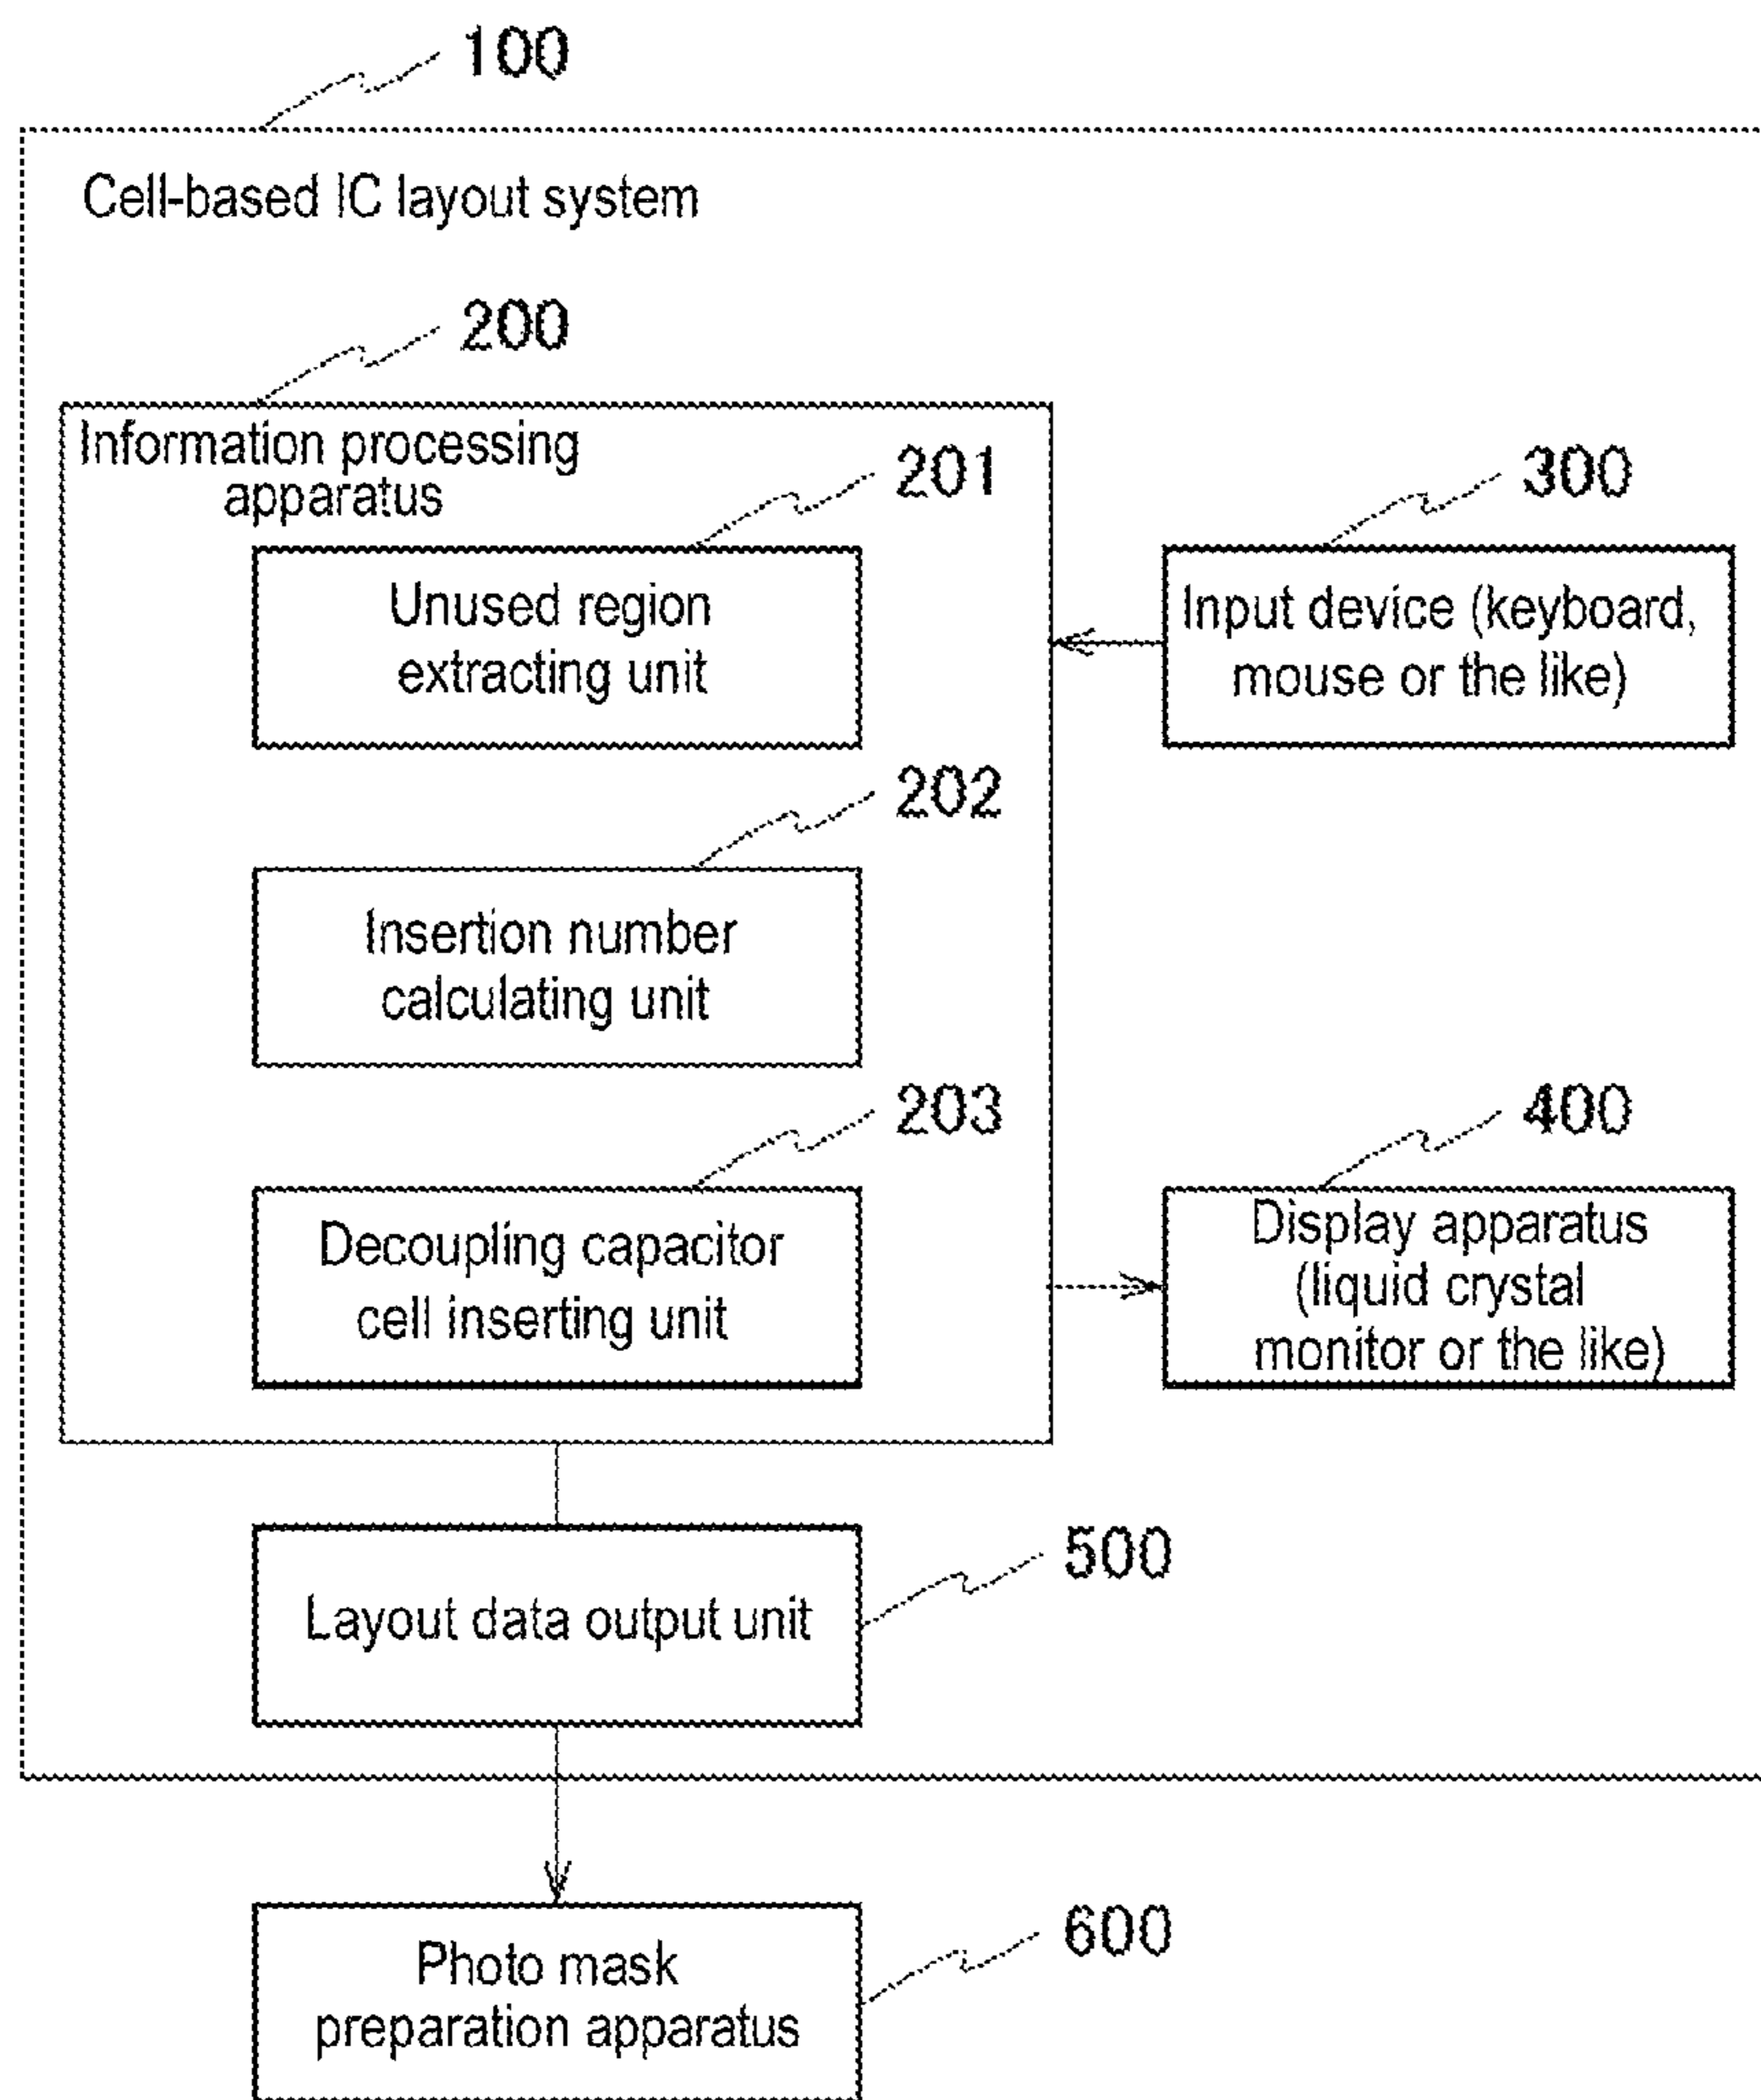 100
Cell-based IC layout system
200
Information processing
apparatus
201
300
Unused region
extracting unit
Input device (keyboard,
mouse or the like)
202
Insertion number
calculating unit
203
400
Decoupling capacitor
cell inserting unit
Display apparatus
(liquid crystal
monitor or the like)
500
Layout data output unit
600
Photo mask
preparation apparatus